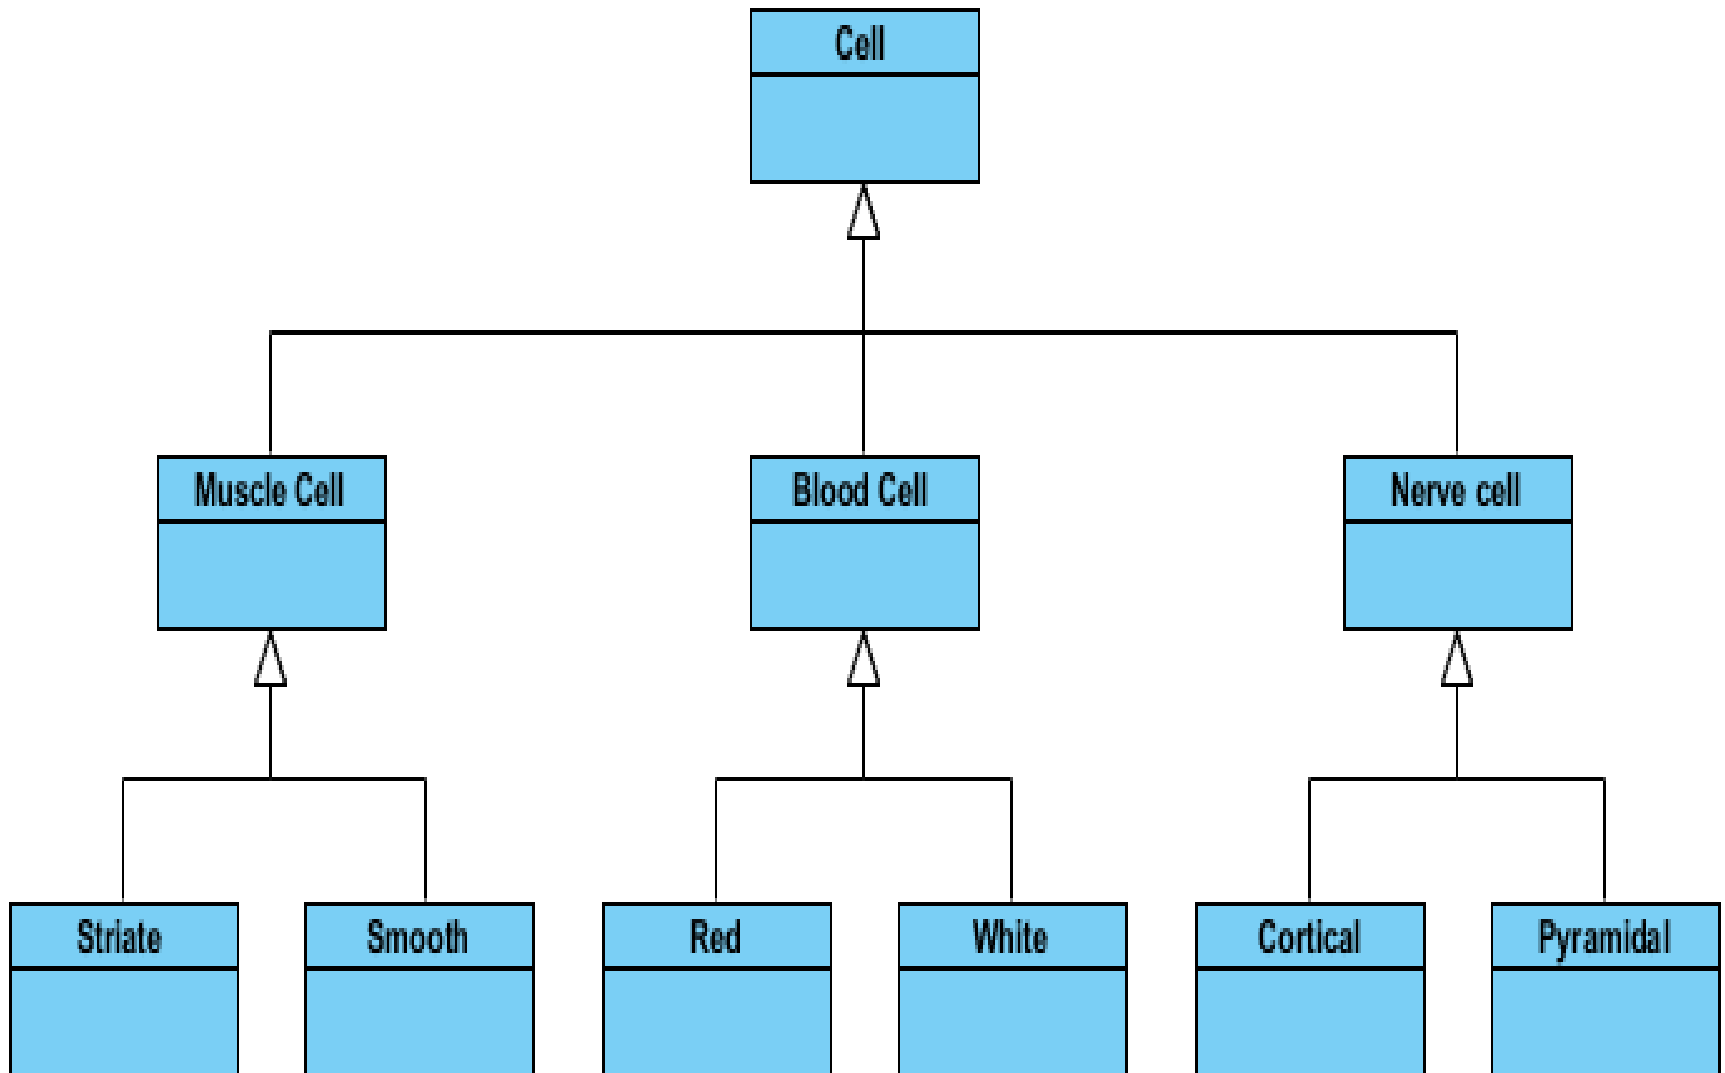 Cell
Muscle Cell
Blood Cell
Nerve cell
Striate
Smooth
Red
White
Cortical
Pyramidal